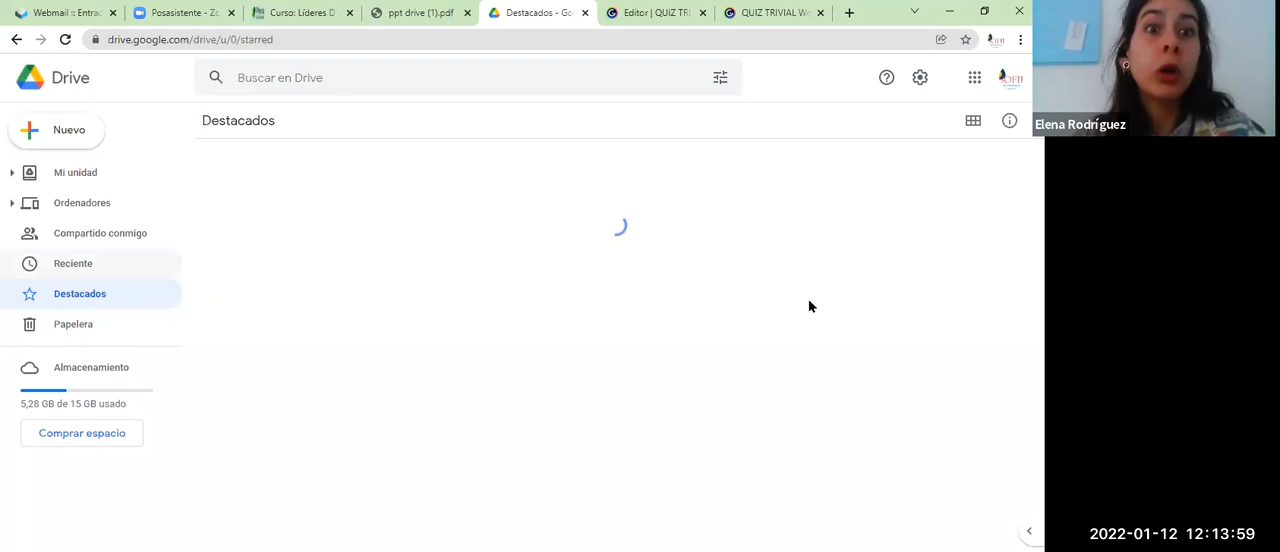 Webmail :: Entra
Posasistente - Zo
Curso: Líderes D
ppt drive (1).pdf
Destacados - Go
Editor | QUIZ TRI
QUIZ TRIVIAL We
drive.google.com/drive/u/0/starred
Drive
Buscar en Drive
Nuevo
Destacados
Mi unidad
Ordenadores
Compartido conmigo
Reciente
Destacados
Papelera
Almacenamiento
5,28 GB de 15 GB usado
Comprar espacio
Elena Rodríguez
2022-01-12 12:13:59